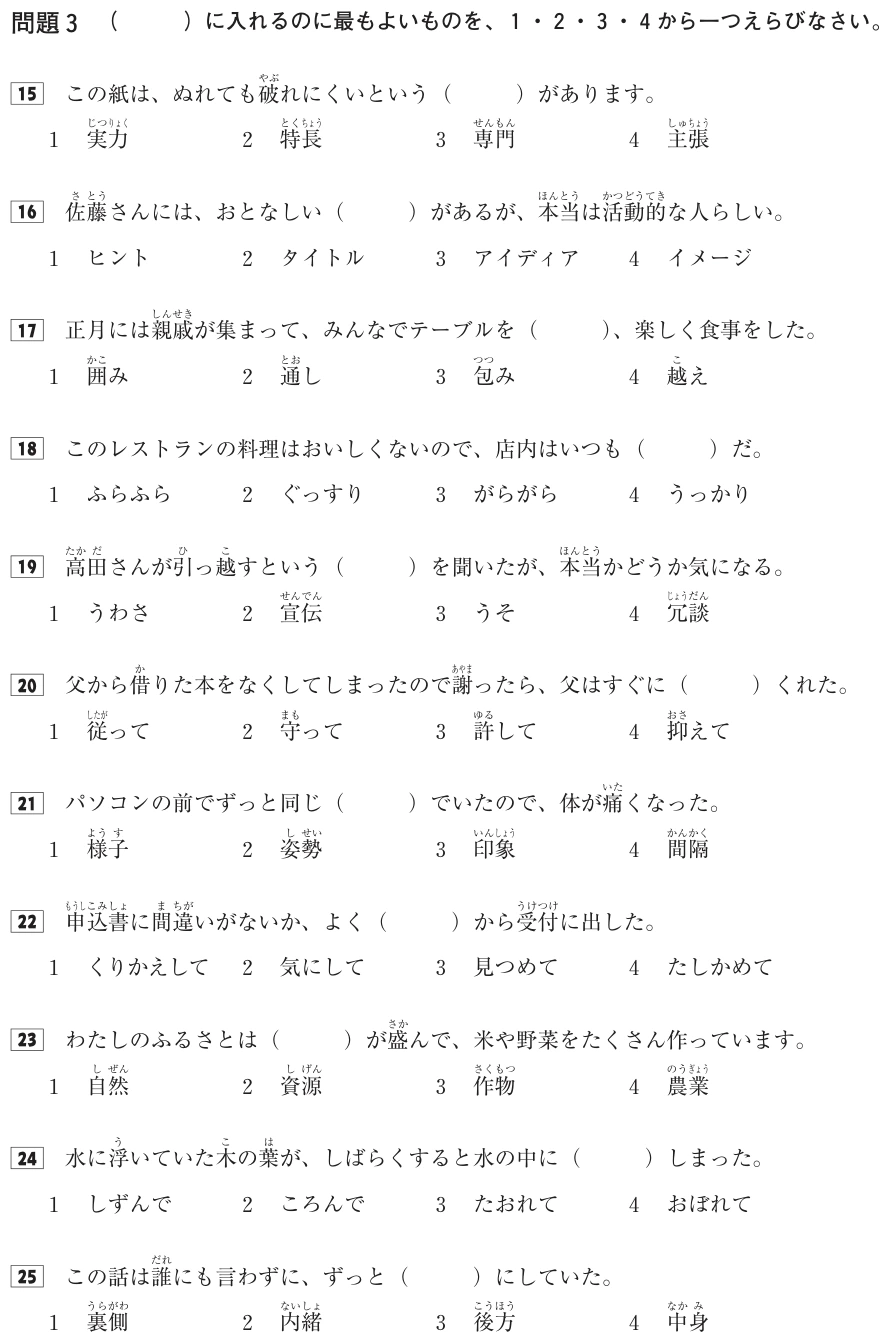 問題3 （　　　）に入れるのに最もよいものを、1・2・3・4から一つえらびなさい。
15 この紙は、ぬれても破れにくいという（　　　）があります。
1 実力 2 特長 3 専門 4 主張
16 佐藤さんには、おとなしい（　　　）があるが、本当は活動的な人らしい。
1 ヒント 2 タイトル 3 アイディア 4 イメージ
17 正月には親戚が集まって、みんなでテーブルを（　　　）、楽しく食事をした。
1 囲み 2 通し 3 包み 4 越え
18 このレストランの料理はおいしくないので、店内はいつも（　　　）だ。
1 ふらふら 2 ぐっすり 3 がらがら 4 うっかり
19 高田さんが引っ越すという（　　　）を聞いたが、本当かどうか気になる。
1 うわさ 2 宣伝 3 うそ 4 冗談
20 父から借りた本をなくしてしまったので謝ったら、父はすぐに（　　　）くれた。
1 従って 2 守って 3 許して 4 抑えて
21 パソコンの前でずっと同じ（　　　）でいたので、体が痛くなった。
1 様子 2 姿勢 3 印象 4 間隔
22 申込書に間違いがないか、よく（　　　）から受付に出した。
1 くりかえして 2 気にして 3 見つめて 4 たしかめて
23 わたしのふるさとは（　　　）が盛んで、米や野菜をたくさん作っています。
1 自然 2 資源 3 作物 4 農業
24 水に浮いていた木の葉が、しばらくすると水の中に（　　　）しまった。
1 しずんで 2 ころんで 3 たおれて 4 おぼれて
25 この話は誰にも言わずに、ずっと（　　　）にしていた。
1 裏側 2 内緒 3 後方 4 中身